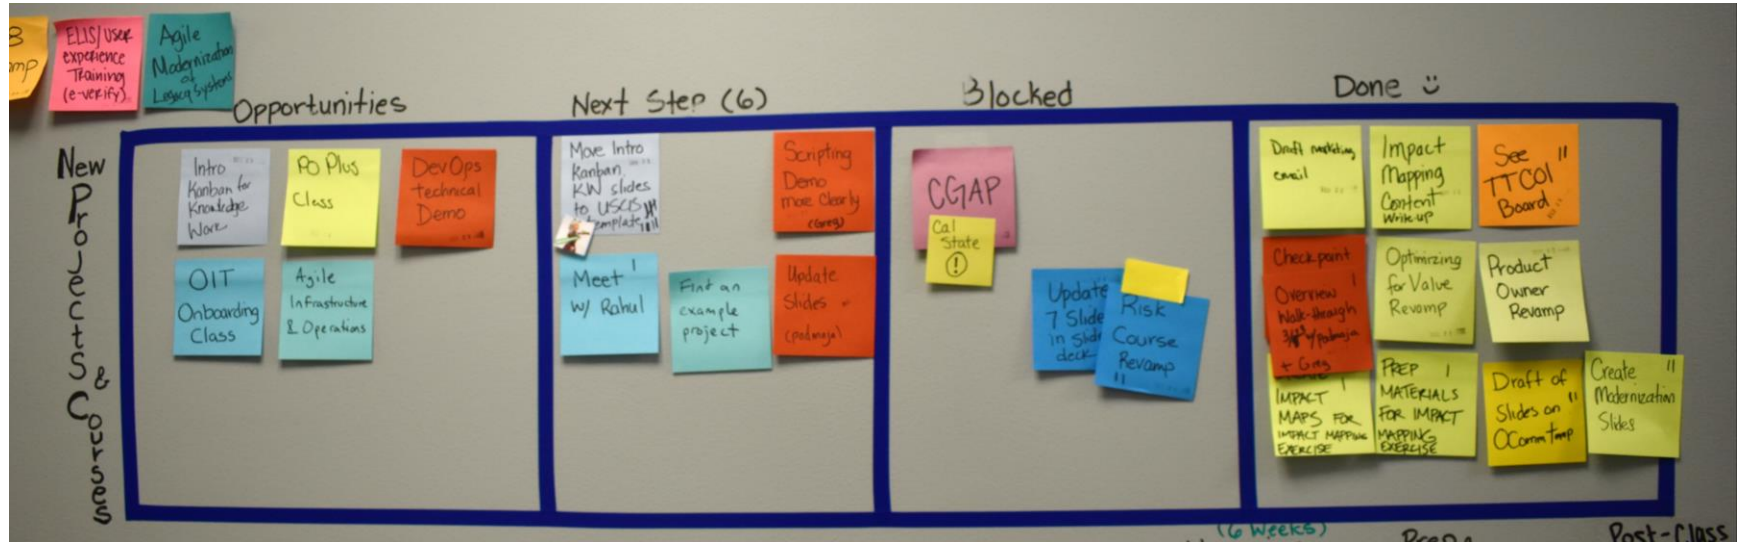 B
mp
ELIS/User
experience
Training
(e-verify)
Agile
Modernization
of
Legacy Systems
Opportunities
Next Step (6)
Blocked
Done
New
Projects
&
Courses
Intro
Kanban for
Knowledge
Work
PO Plus
Class
DevOps
technical
Demo
OIT
Onboarding
Class
Agile
Infrastructure
& Operations
Move Intro
Kanban
KW slides
to USCIS
template
Scripting
Demo
more Clearly
(Greg)
Meet
w/ Rahul
Find an
example
project
Update
Slides
(padmaja)
CGAP
Cal
State
!
Update
7 Slide
in Slide
deck
Risk
Course
Revamp
Draft marketing
email
Impact
Mapping
Content
Write-up
See
TTCOI
Board
Checkpoint
Overview
Walk-through
+ Greg
Optimizing
for Value
Revamp
Product
Owner
Revamp
IMPACT
MAPS FOR
IMPACT MAPPING
EXERCISE
PREP
MATERIALS
FOR IMPACT
MAPPING
EXERCISE
Draft of
Slides on
Create
Modernization
Slides
(6 weeks)
Post-Class